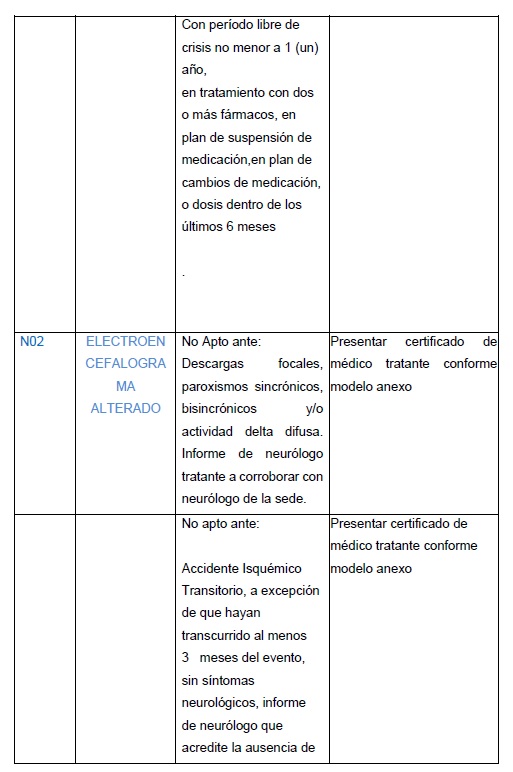 Con período libre de
crisis no menor a 1 (un)
año,
en tratamiento con dos
o más fármacos, en
plan de suspensión de
medicación,en plan de
cambios de medicación,
o dosis dentro de los
últimos 6 meses
.
N02
ELECTROEN
CEFALOGRA
MA
ALTERADO
No Apto ante:
Descargas focales,
paroxismos sincrónicos,
bisincrónicos y/o
actividad delta difusa.
Informe de neurólogo
tratante a corroborar con
neurólogo de la sede.
Presentar certificado de
médico tratante conforme
modelo anexo
No apto ante:
Accidente Isquémico
Transitorio, a excepción
de que hayan
transcurrido al menos
3 meses del evento,
sin síntomas
neurológicos, informe
de neurólogo que
acredite la ausencia de
Presentar certificado de
médico tratante conforme
modelo anexo